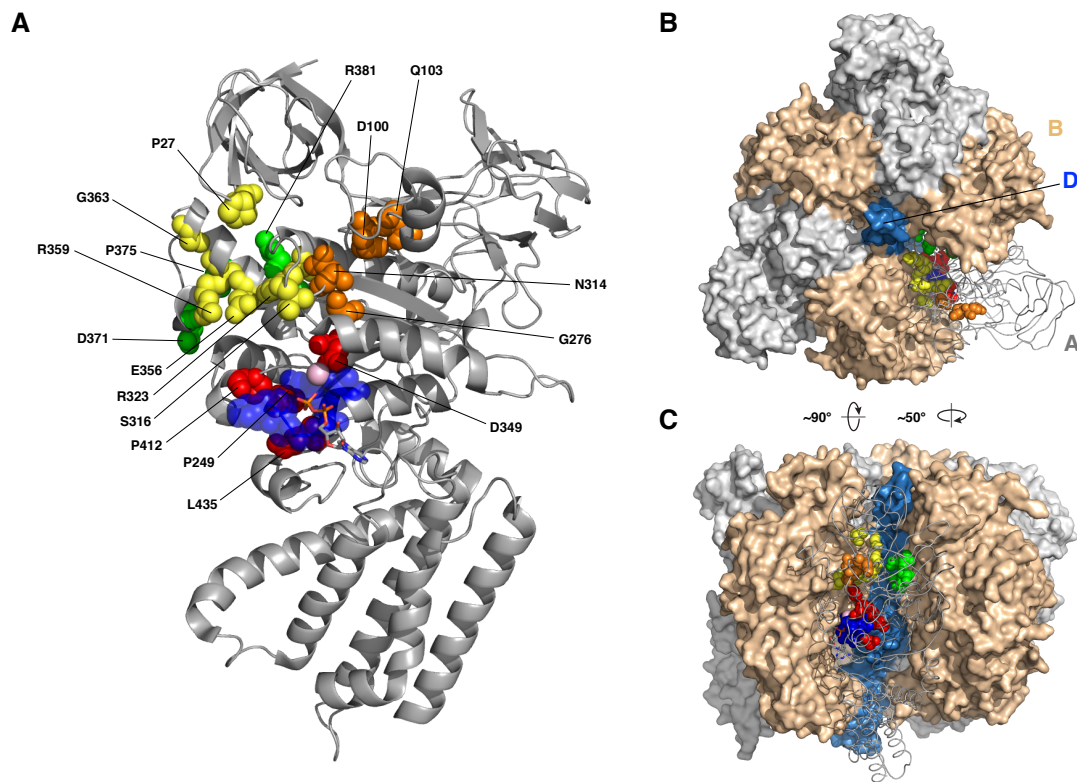 A
R381
Q103
D100
P27
G363
R359
P375
N314
D371
G276
E356
R323
S316
P412
D349
P249
L435
B
B
D
A
~90°
~50°
C